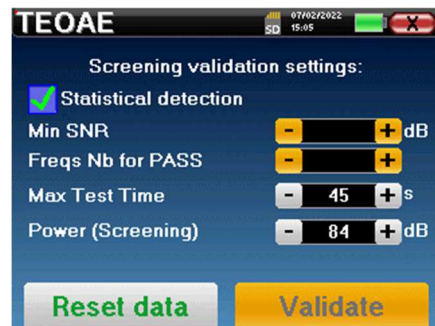 TEOAE SD 07/02/2022
15:05 X
Screening validation settings:
Statistical detection
Min SNR - + dB
Freqs Nb for PASS - +
Max Test Time - 45 + s
Power (Screening) - 84 + dB
Reset data Validate